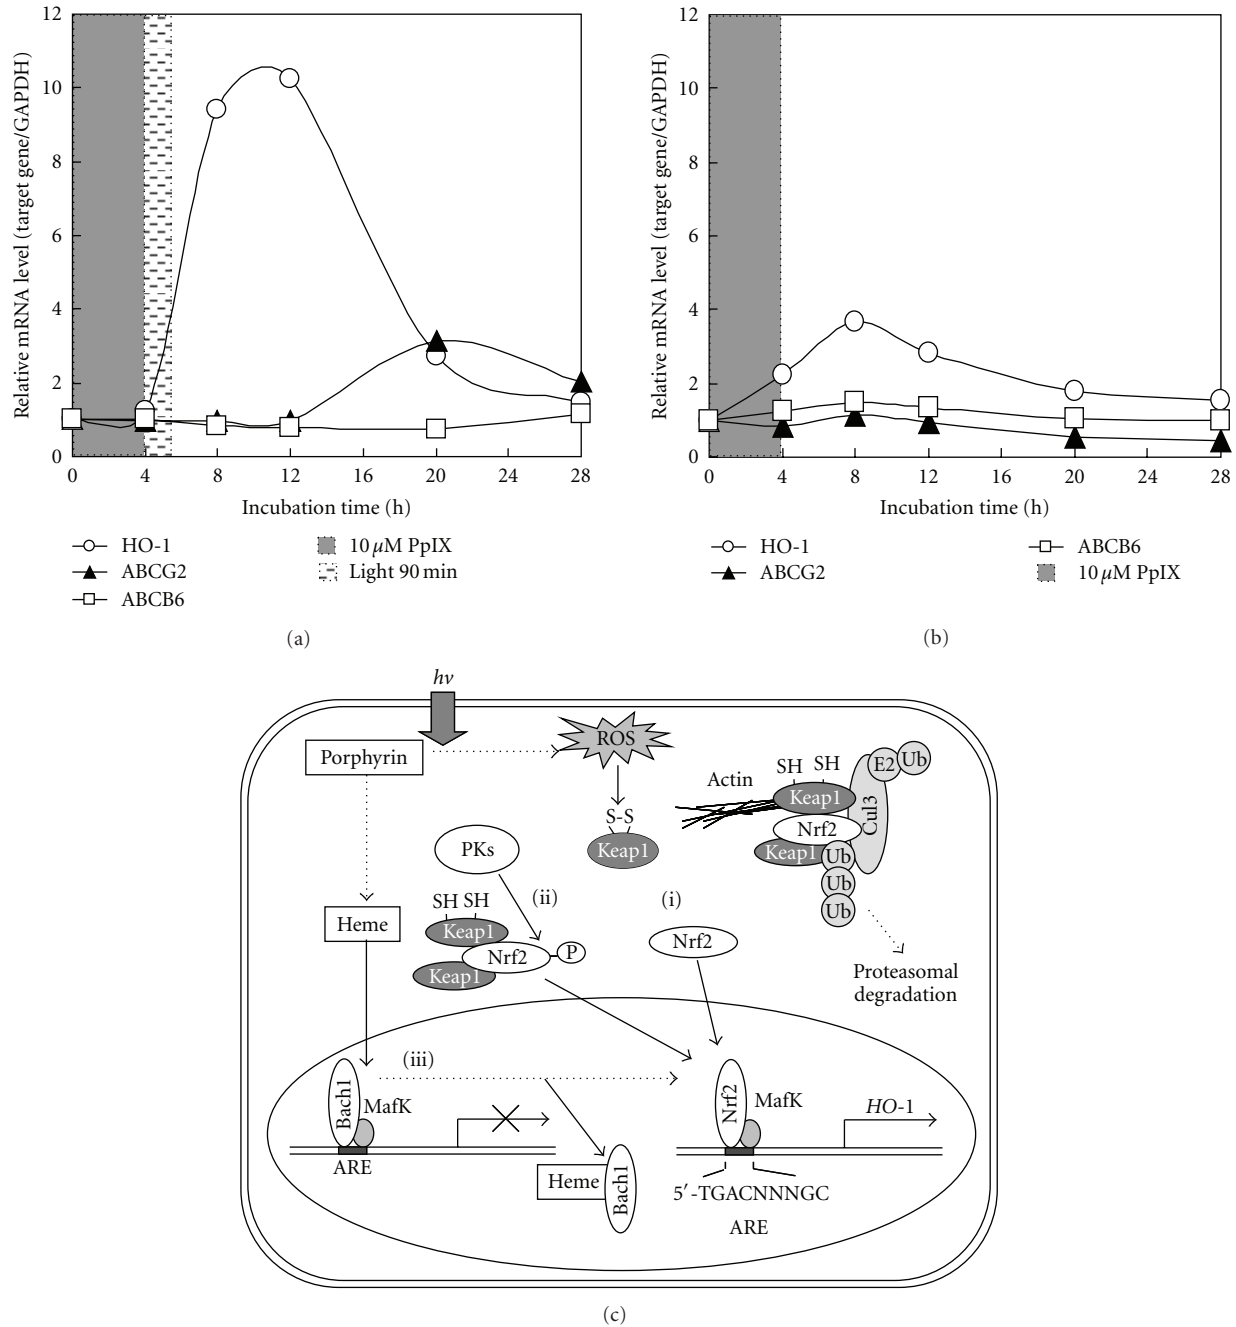 12
10
8
6
4
2
0
Relative mRNA level (target gene/GAPDH)
0 4 8 12 16 20 24 28
Incubation time (h)
HO-1
ABCG2
ABCB6
10 µM PpIX
Light 90 min
(a)
12
10
8
6
4
2
0
Relative mRNA level (target gene/GAPDH)
0 4 8 12 16 20 24 28
Incubation time (h)
HO-1
ABCG2
ABCB6
10 µM PpIX
(b)
hν
Porphyrin
ROS
S-S
Keap1
Actin
SH SH
Keap1
Nrf2
Keap1
Cul3
E2
Ub
Ub
Ub
Ub
Proteasomal
degradation
PKs
(ii)
(i)
SH SH
Keap1
Nrf2
P
Keap1
Heme
Nrf2
(iii)
Bach1
MafK
ARE
Heme
Bach1
Nrf2
MafK
HO-1
5′-TGACNNNGC
ARE
(c)